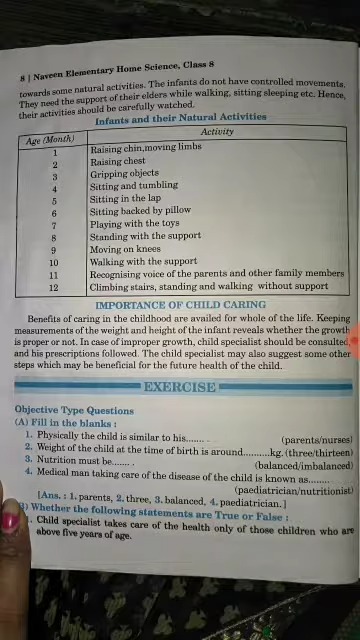 8 | Naveen Elementary Home Science, Class 8
towards some natural activities. The infants do not have controlled movements.
They need the support of their elders while walking, sitting sleeping etc. Hence,
their activities should be carefully watched.
Infants and their Natural Activities
Age (Month) Activity
1 Raising chin,moving limbs
2 Raising chest
3 Gripping objects
4 Sitting and tumbling
5 Sitting in the lap
6 Sitting backed by pillow
7 Playing with the toys
8 Standing with the support
9 Moving on knees
10 Walking with the support
11 Recognising voice of the parents and other family members
12 Climbing stairs, standing and walking without support
IMPORTANCE OF CHILD CARING
Benefits of caring in the childhood are availed for whole of the life. Keeping
measurements of the weight and height of the infant reveals whether the growth
is proper or not. In case of improper growth, child specialist should be consulted,
and his prescriptions followed. The child specialist may also suggest some other
steps which may be beneficial for the future health of the child.
EXERCISE
Objective Type Questions
(A) Fill in the blanks :
1. Physically the child is similar to his........ (parents/nurses)
2. Weight of the child at the time of birth is around..........kg. (three/thirteen)
3. Nutrition must be....... . (balanced/imbalanced)
4. Medical man taking care of the disease of the child is known as........
(paediatrician/nutritionist)
[Ans. : 1. parents, 2. three, 3. balanced, 4. paediatrician.]
Whether the following statements are True or False :
Child specialist takes care of the health only of those children who are
above five years of age.